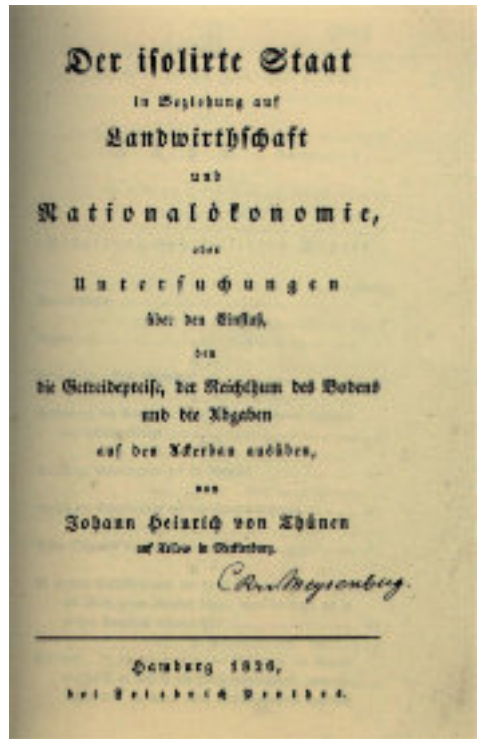 Der isolirte Staat
in Beziehung auf
Landwirthschaft
und
Nationalökonomie,
oder
Untersuchungen
über den Einfluß,
den
die Getreidepreise, der Reichthum des Bodens
und die Abgaben
auf den Ackerbau ausüben,
von
Johann Heinrich von Thünen
auf Tellow in Mecklenburg.
Hamburg 1826,
bei Friedrich Perthes.